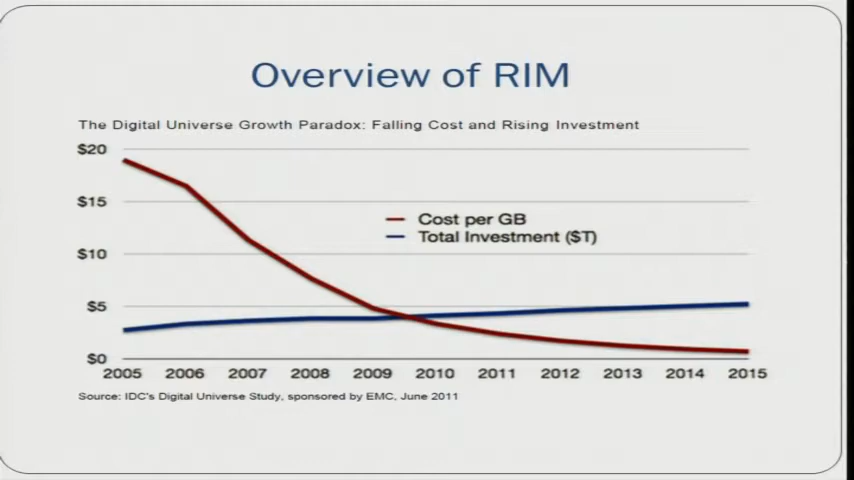 Overview of RIM
The Digital Universe Growth Paradox: Falling Cost and Rising Investment
$20
$15
$10
$5
$0
Cost per GB
Total Investment ($T)
2005 2006 2007 2008 2009 2010 2011 2012 2013 2014 2015
Source: IDC's Digital Universe Study, sponsored by EMC, June 2011